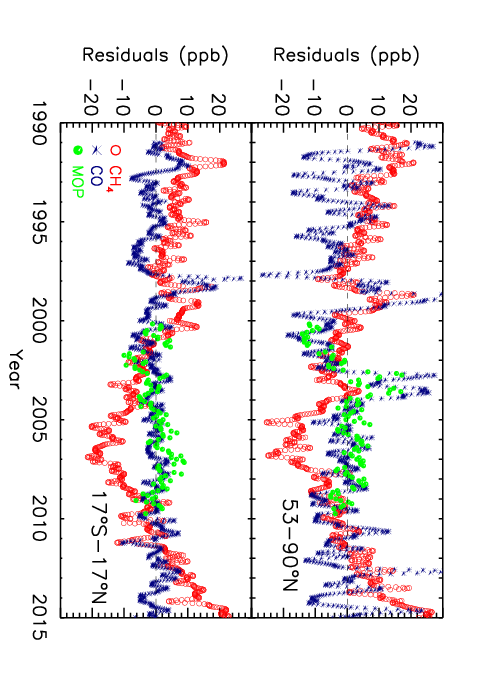 Residuals (ppb)
−20 −10 0 10 20
Residuals (ppb)
−20 −10 0 10 20
53−90°N
17°S−17°N
○ CH₄
× CO
● MOP
1990 1995 2000 2005 2010 2015
Year